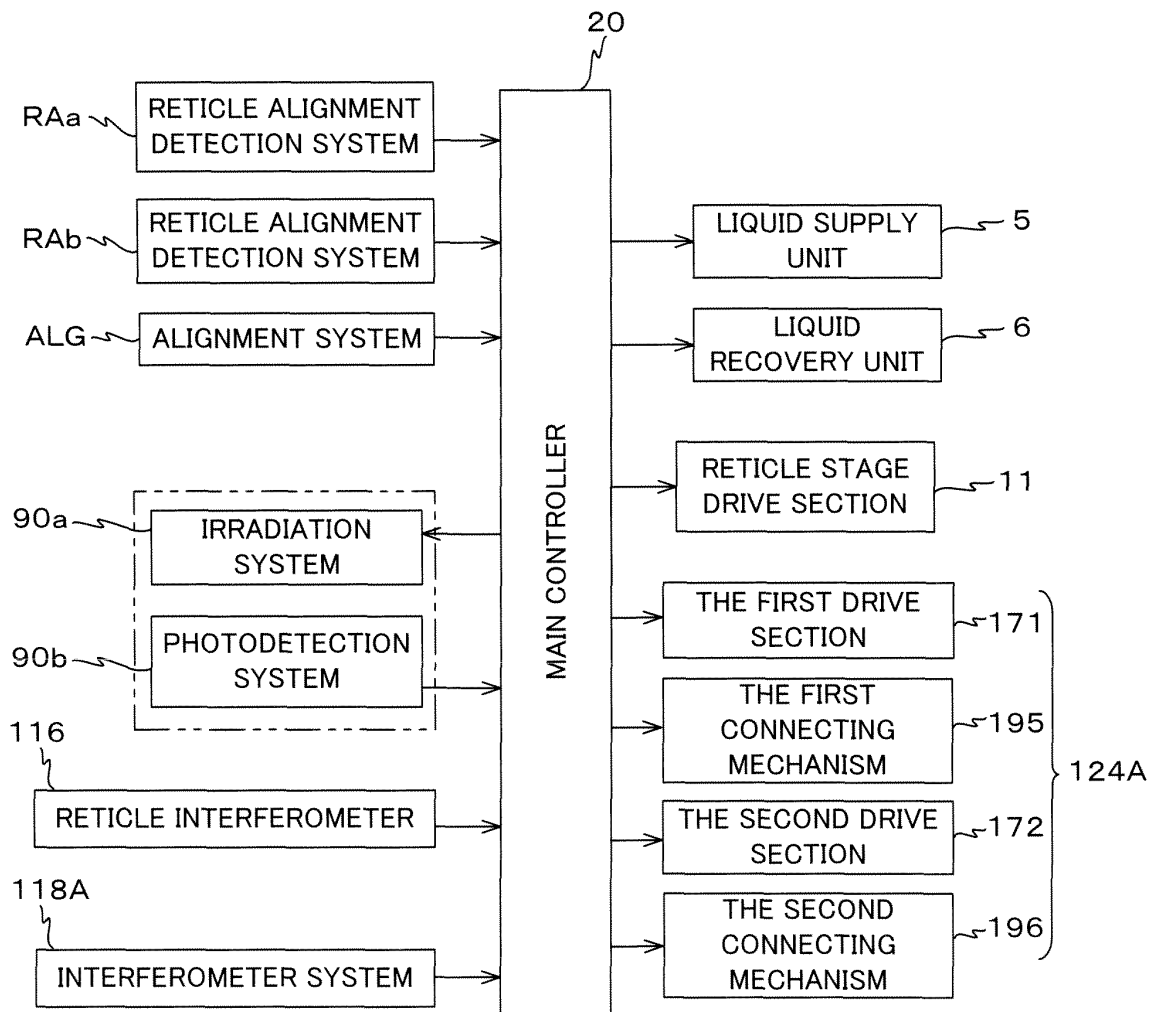 20
RAa
RETICLE ALIGNMENT
DETECTION SYSTEM
RAb
RETICLE ALIGNMENT
DETECTION SYSTEM
ALG
ALIGNMENT SYSTEM
90a
IRRADIATION
SYSTEM
90b
PHOTODETECTION
SYSTEM
116
RETICLE INTERFEROMETER
118A
INTERFEROMETER SYSTEM
MAIN CONTROLLER
LIQUID SUPPLY
UNIT
5
LIQUID
RECOVERY UNIT
6
RETICLE STAGE
DRIVE SECTION
11
THE FIRST DRIVE
SECTION
171
THE FIRST
CONNECTING
MECHANISM
195
THE SECOND DRIVE
SECTION
172
THE SECOND
CONNECTING
MECHANISM
196
124A